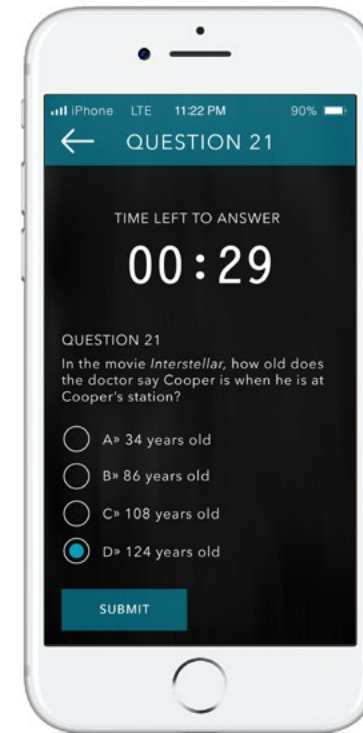 iPhone LTE 11:22 PM 90%
QUESTION 21
TIME LEFT TO ANSWER
00:29
QUESTION 21
In the movie Interstellar, how old does
the doctor say Cooper is when he is at
Cooper's station?
A» 34 years old
B» 86 years old
C» 108 years old
D» 124 years old
SUBMIT